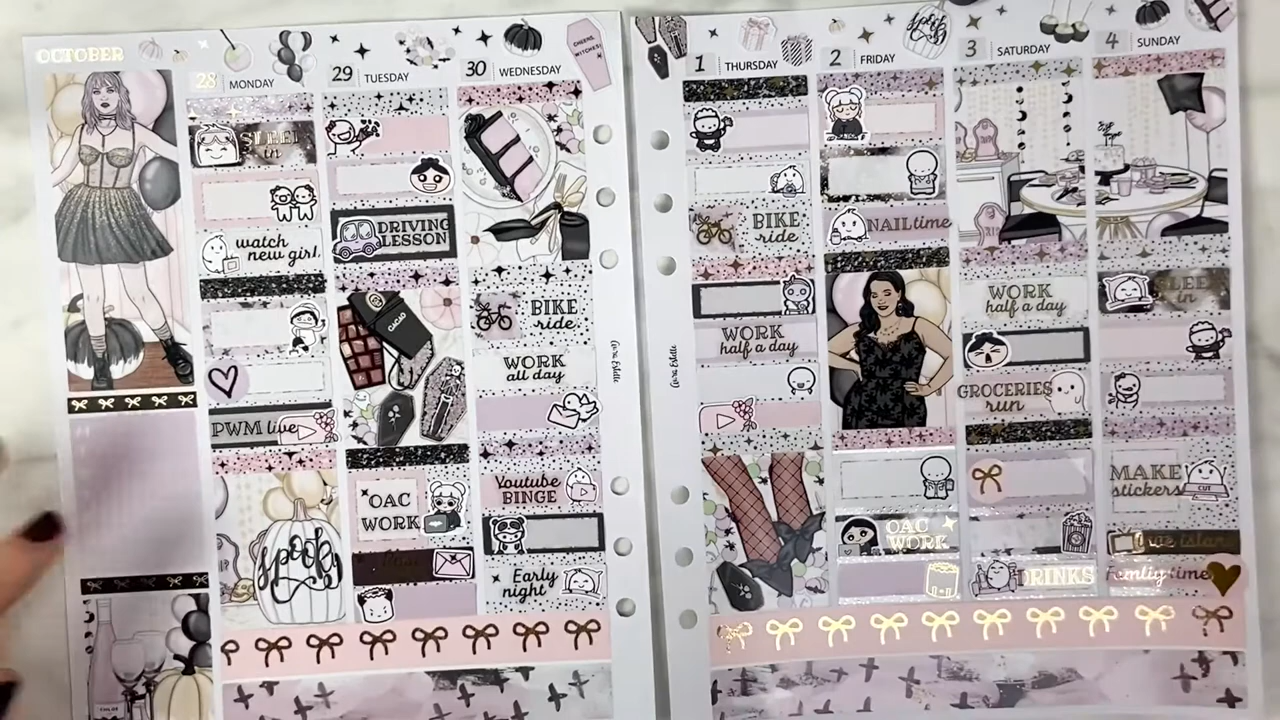 OCTOBER
28 MONDAY
SLEEP
in
watch
new girl
PWM live
spooky
29 TUESDAY
DRIVING
LESSON
CACAO
OAC
WORK
30 WEDNESDAY
CHEERS,
WITCHES!
BIKE
ride
WORK
all day
Youtube
BINGE
Early
night
1 THURSDAY
BIKE
ride
WORK
half a day
2 FRIDAY
spooky
NAIL time
OAC
WORK
3 SATURDAY
WORK
half a day
GROCERIES
run
DRINKS
4 SUNDAY
SLEEP
in
MAKE
stickers
CUT
Family time